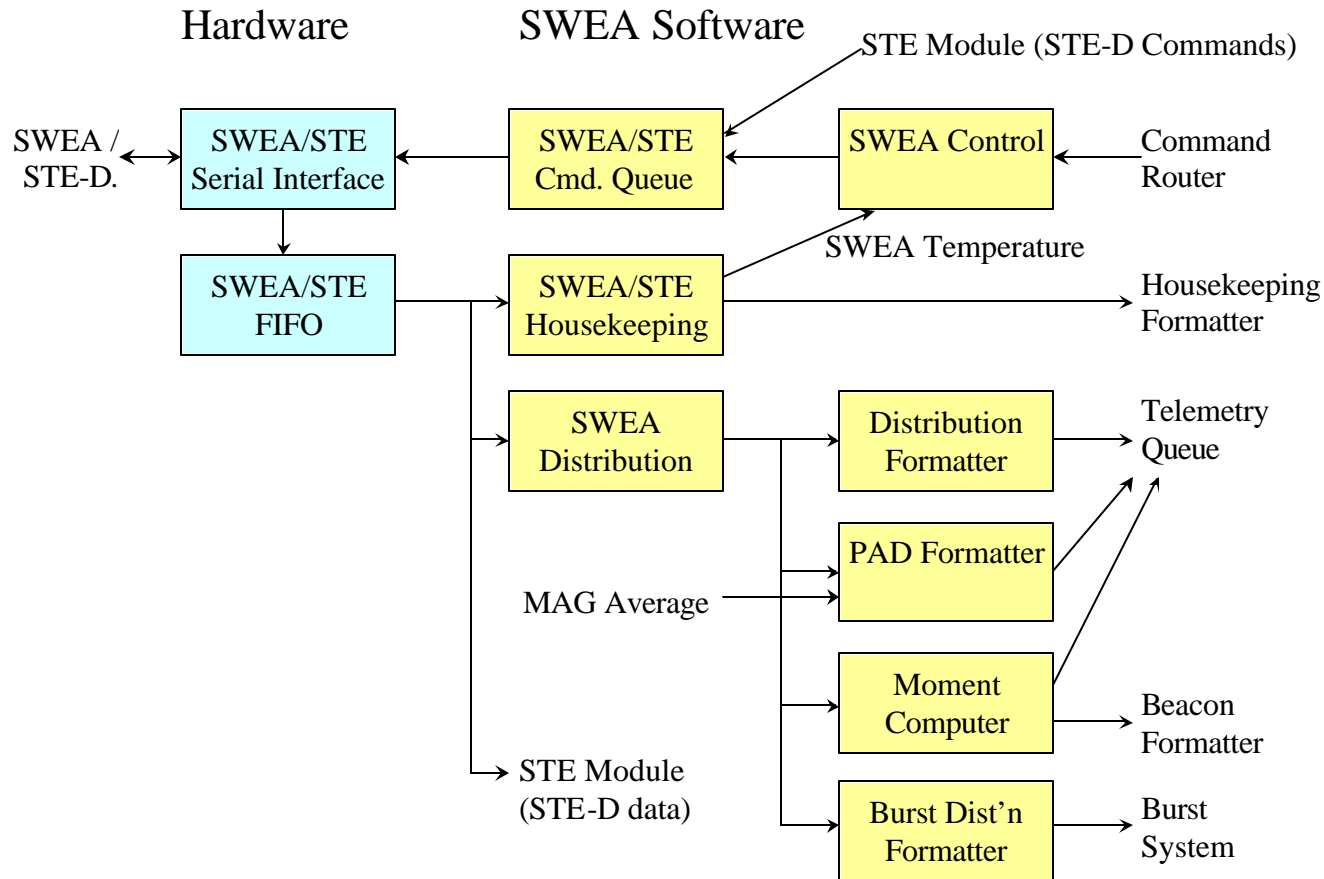 Hardware
SWEA Software
STE Module (STE-D Commands)
SWEA /
STE-D.
SWEA/STE
Serial Interface
SWEA/STE
Cmd. Queue
SWEA Control
Command
Router
SWEA Temperature
SWEA/STE
FIFO
SWEA/STE
Housekeeping
Housekeeping
Formatter
SWEA
Distribution
Distribution
Formatter
Telemetry
Queue
PAD Formatter
MAG Average
Moment
Computer
Beacon
Formatter
STE Module
(STE-D data)
Burst Dist'n
Formatter
Burst
System